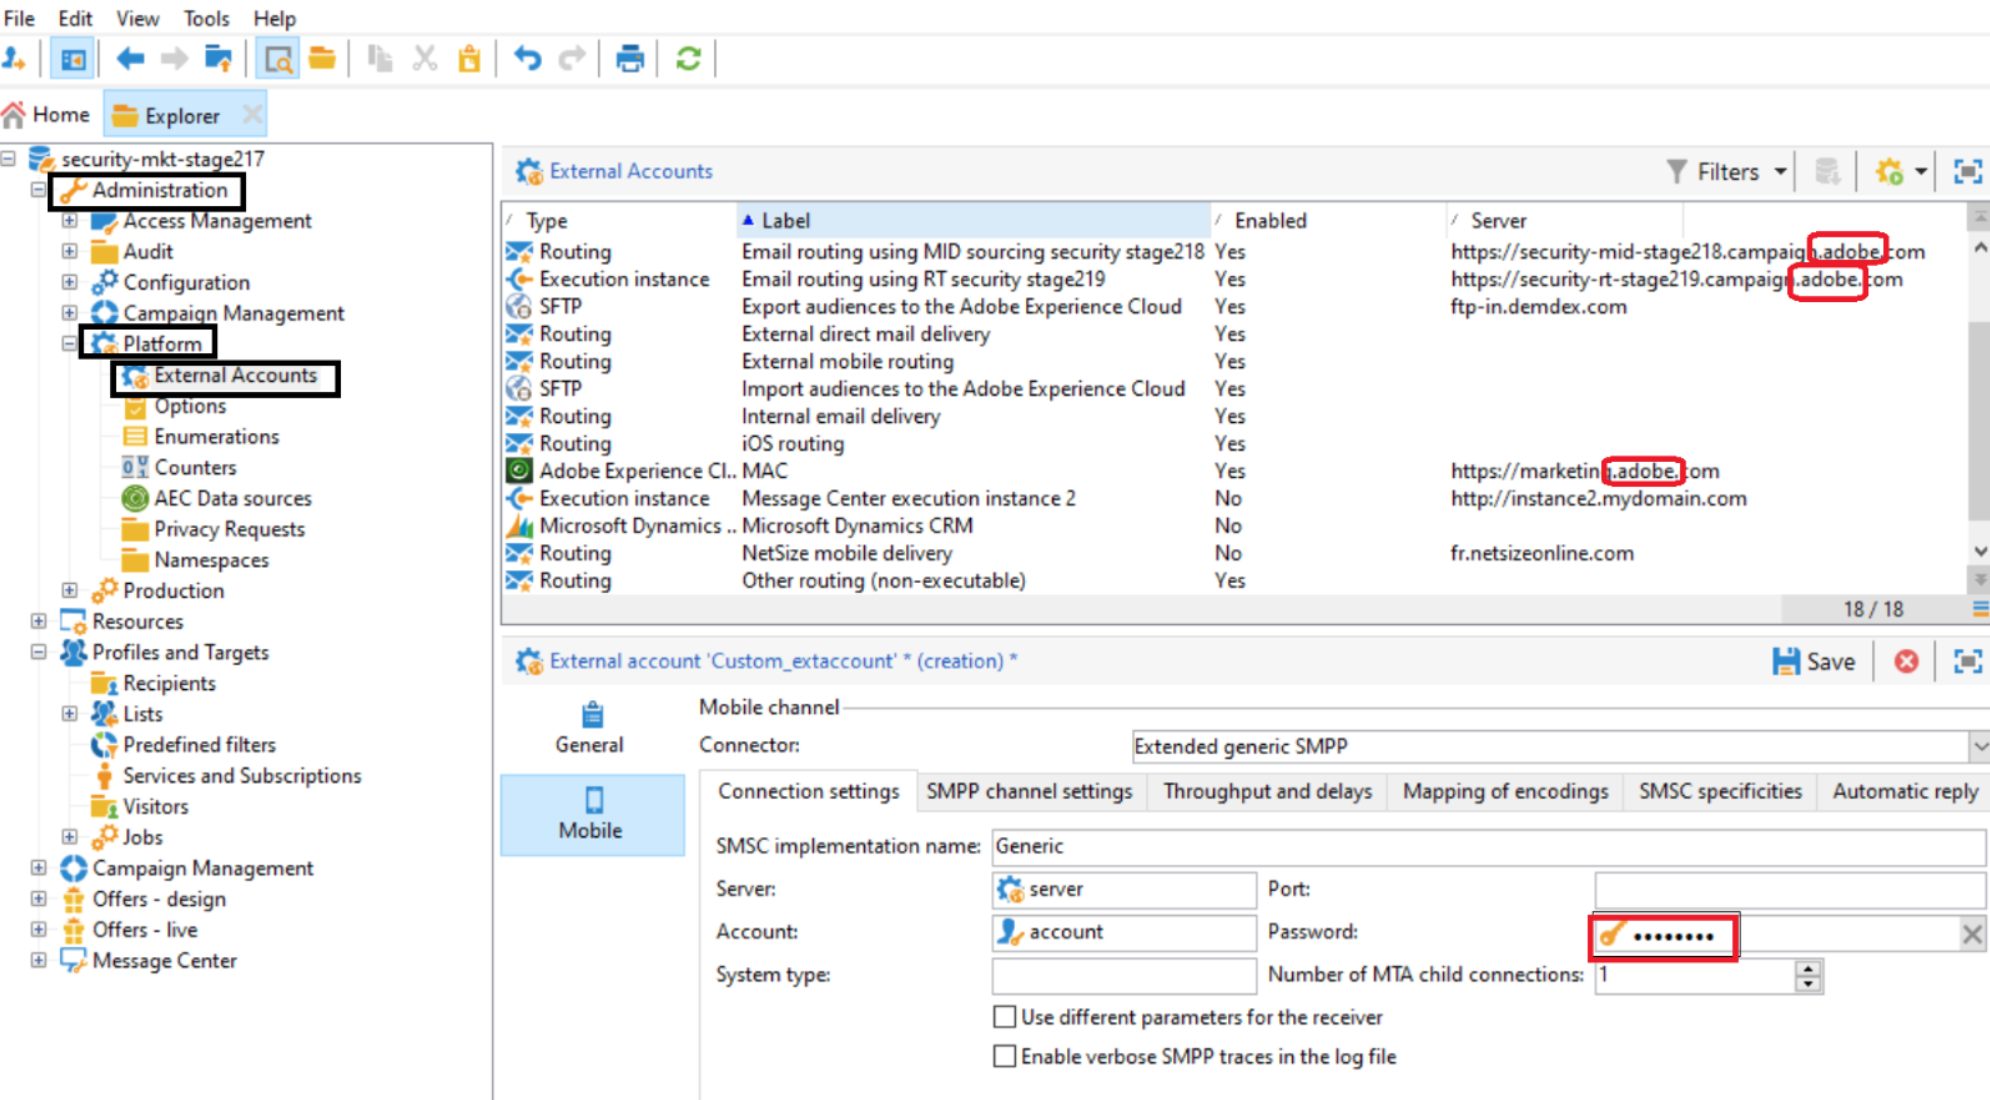 File Edit View Tools Help
Home Explorer
security-mkt-stage217
Administration
Access Management
Audit
Configuration
Campaign Management
Platform
External Accounts
Options
Enumerations
Counters
AEC Data sources
Privacy Requests
Namespaces
Production
Resources
Profiles and Targets
Recipients
Lists
Predefined filters
Services and Subscriptions
Visitors
Jobs
Campaign Management
Offers - design
Offers - live
Message Center
External Accounts Filters
Type Label Enabled Server
Routing Email routing using MID sourcing security stage218 Yes https://security-mid-stage218.campaign.adobe.com
Execution instance Email routing using RT security stage219 Yes https://security-rt-stage219.campaign.adobe.com
SFTP Export audiences to the Adobe Experience Cloud Yes ftp-in.demdex.com
Routing External direct mail delivery Yes
Routing External mobile routing Yes
SFTP Import audiences to the Adobe Experience Cloud Yes
Routing Internal email delivery Yes
Routing iOS routing Yes
Adobe Experience Cl.. MAC Yes https://marketing.adobe.com
Execution instance Message Center execution instance 2 No http://instance2.mydomain.com
Microsoft Dynamics .. Microsoft Dynamics CRM No
Routing NetSize mobile delivery No fr.netsizeonline.com
Routing Other routing (non-executable) Yes
18 / 18
External account 'Custom_extaccount' * (creation) * Save
General
Mobile
Mobile channel
Connector: Extended generic SMPP
Connection settings SMPP channel settings Throughput and delays Mapping of encodings SMSC specificities Automatic reply
SMSC implementation name: Generic
Server: server Port:
Account: account Password: ••••••••
System type: Number of MTA child connections: 1
Use different parameters for the receiver
Enable verbose SMPP traces in the log file